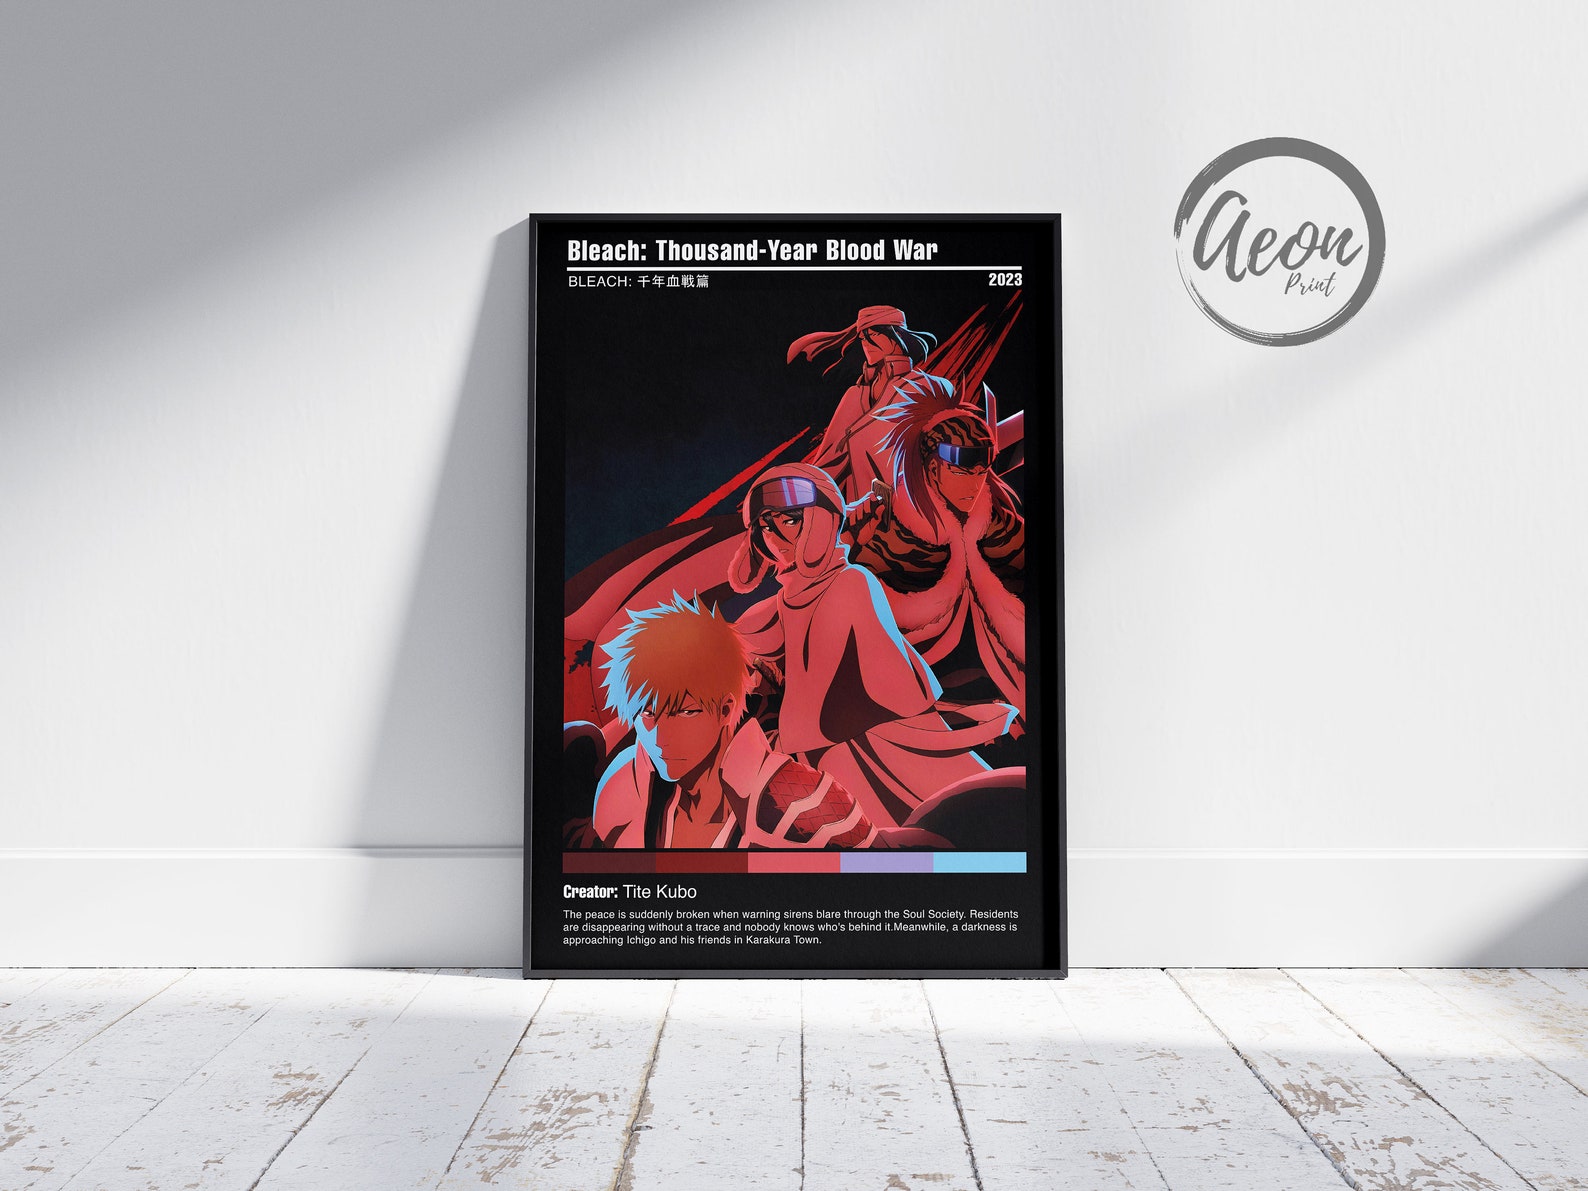 Bleach: Thousand-Year Blood War
BLEACH: 千年血戦篇
2023
Aeon
Print
Creator: Tite Kubo
The peace is suddenly broken when warning sirens blare through the Soul Society. Residents
are disappearing without a trace and nobody knows who's behind it.Meanwhile, a darkness is
approaching Ichigo and his friends in Karakura Town.